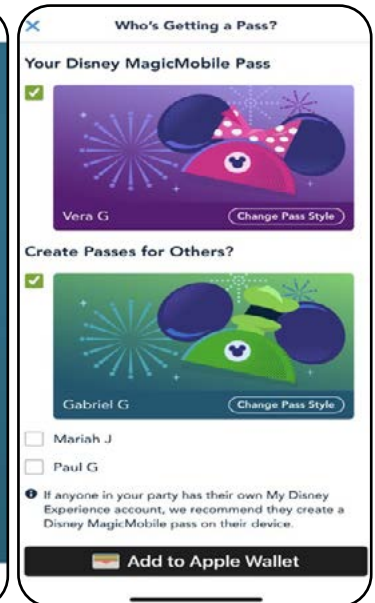 Who's Getting a Pass?
Your Disney MagicMobile Pass
Vera G
Change Pass Style
Create Passes for Others?
Gabriel G
Change Pass Style
Mariah J
Paul G
If anyone in your party has their own My Disney
Experience account, we recommend they create a
Disney MagicMobile pass on their device.
Add to Apple Wallet